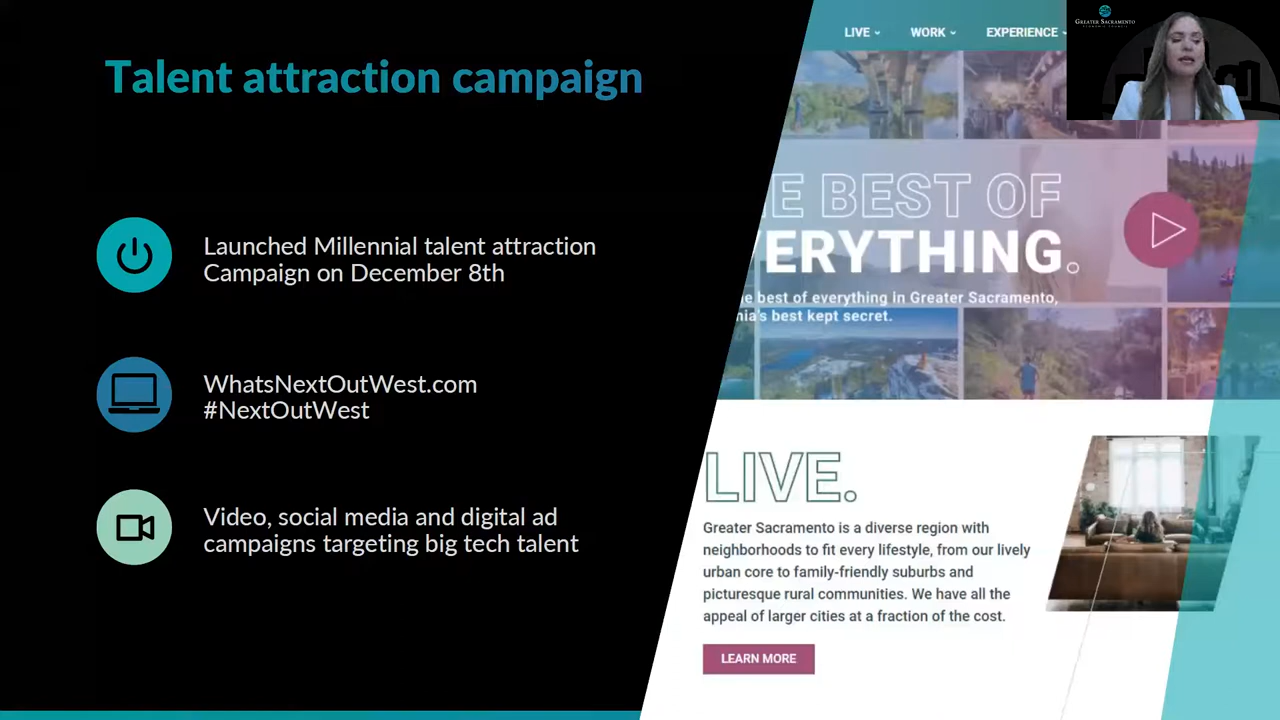 Talent attraction campaign
Launched Millennial talent attraction
Campaign on December 8th
WhatsNextOutWest.com
#NextOutWest
Video, social media and digital ad
campaigns targeting big tech talent
LIVE WORK EXPERIENCE
GREATER SACRAMENTO
ECONOMIC COUNCIL
E BEST OF
ERYTHING.
e best of everything in Greater Sacramento,
nia's best kept secret.
LIVE.
Greater Sacramento is a diverse region with
neighborhoods to fit every lifestyle, from our lively
urban core to family-friendly suburbs and
picturesque rural communities. We have all the
appeal of larger cities at a fraction of the cost.
LEARN MORE